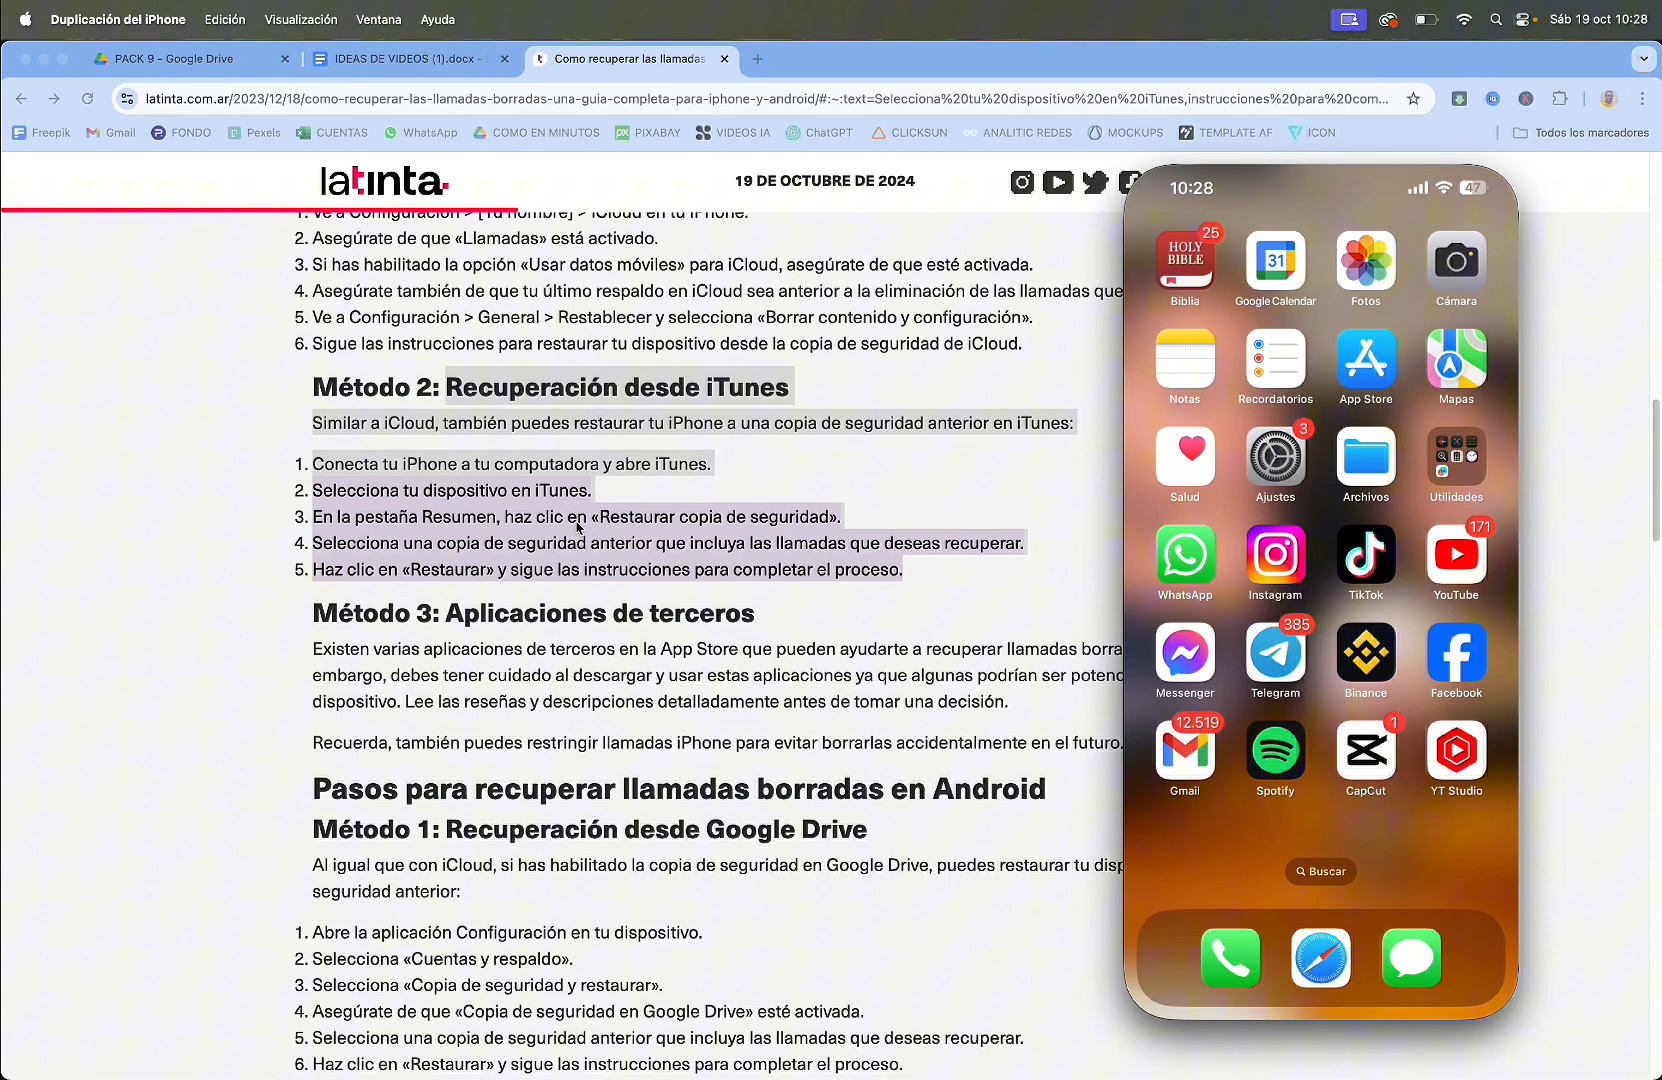 Duplicación del iPhone Edición Visualización Ventana Ayuda Sáb 19 oct 10:28
PACK 9 - Google Drive IDEAS DE VIDEOS (1).docx - Como recuperar las llamadas
latinta.com.ar/2023/12/18/como-recuperar-las-llamadas-borradas-una-guia-completa-para-iphone-y-android/#:~:text=Selecciona%20tu%20dispositivo%20en%20iTunes,instrucciones%20para%20com...
Freepik Gmail FONDO Pexels CUENTAS WhatsApp COMO EN MINUTOS PIXABAY VIDEOS IA ChatGPT CLICKSUN ANALITIC REDES MOCKUPS TEMPLATE AF ICON Todos los marcadores
latinta. 19 DE OCTUBRE DE 2024
1. Ve a Configuración > [Tu nombre] > iCloud en tu iPhone.
2. Asegúrate de que «Llamadas» está activado.
3. Si has habilitado la opción «Usar datos móviles» para iCloud, asegúrate de que esté activada.
4. Asegúrate también de que tu último respaldo en iCloud sea anterior a la eliminación de las llamadas que
5. Ve a Configuración > General > Restablecer y selecciona «Borrar contenido y configuración».
6. Sigue las instrucciones para restaurar tu dispositivo desde la copia de seguridad de iCloud.
Método 2: Recuperación desde iTunes
Similar a iCloud, también puedes restaurar tu iPhone a una copia de seguridad anterior en iTunes:
1. Conecta tu iPhone a tu computadora y abre iTunes.
2. Selecciona tu dispositivo en iTunes.
3. En la pestaña Resumen, haz clic en «Restaurar copia de seguridad».
4. Selecciona una copia de seguridad anterior que incluya las llamadas que deseas recuperar.
5. Haz clic en «Restaurar» y sigue las instrucciones para completar el proceso.
Método 3: Aplicaciones de terceros
Existen varias aplicaciones de terceros en la App Store que pueden ayudarte a recuperar llamadas borra
embargo, debes tener cuidado al descargar y usar estas aplicaciones ya que algunas podrían ser potenc
dispositivo. Lee las reseñas y descripciones detalladamente antes de tomar una decisión.
Recuerda, también puedes restringir llamadas iPhone para evitar borrarlas accidentalmente en el futuro.
Pasos para recuperar llamadas borradas en Android
Método 1: Recuperación desde Google Drive
Al igual que con iCloud, si has habilitado la copia de seguridad en Google Drive, puedes restaurar tu disp
seguridad anterior:
1. Abre la aplicación Configuración en tu dispositivo.
2. Selecciona «Cuentas y respaldo».
3. Selecciona «Copia de seguridad y restaurar».
4. Asegúrate de que «Copia de seguridad en Google Drive» esté activada.
5. Selecciona una copia de seguridad anterior que incluya las llamadas que deseas recuperar.
6. Haz clic en «Restaurar» y sigue las instrucciones para completar el proceso.
10:28 47
25
HOLY
BIBLE 31
Biblia Google Calendar Fotos Cámara
Notas Recordatorios App Store Mapas
3
Salud Ajustes Archivos Utilidades
171
WhatsApp Instagram TikTok YouTube
385
Messenger Telegram Binance Facebook
12.519 1
Gmail Spotify CapCut YT Studio
Buscar